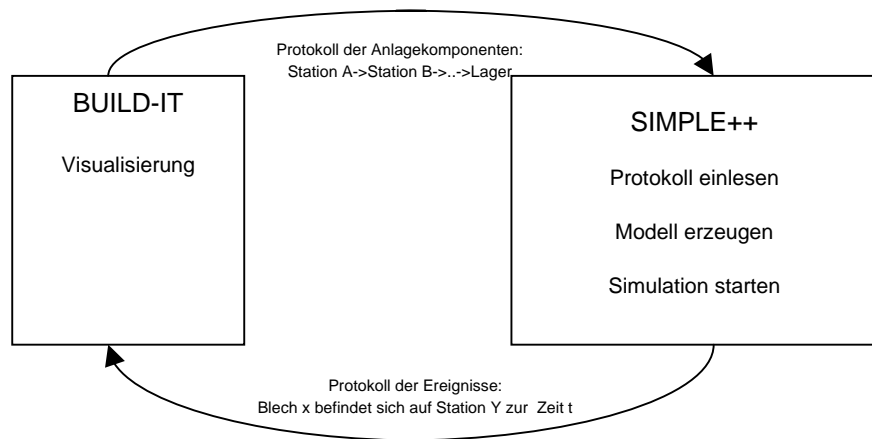 Protokoll der Anlagekomponenten:
Station A->Station B->..->Lager
BUILD-IT
Visualisierung
SIMPLE++
Protokoll einlesen
Modell erzeugen
Simulation starten
Protokoll der Ereignisse:
Blech x befindet sich auf Station Y zur Zeit t